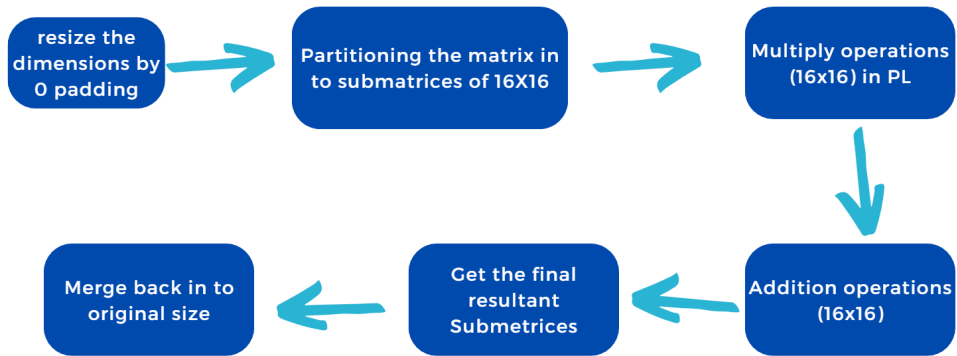 resize the
dimensions by
0 padding
Partitioning the matrix in
to submatrices of 16X16
Multiply operations
(16x16) in PL
Addition operations
(16x16)
Get the final
resultant
Submetrices
Merge back in to
original size